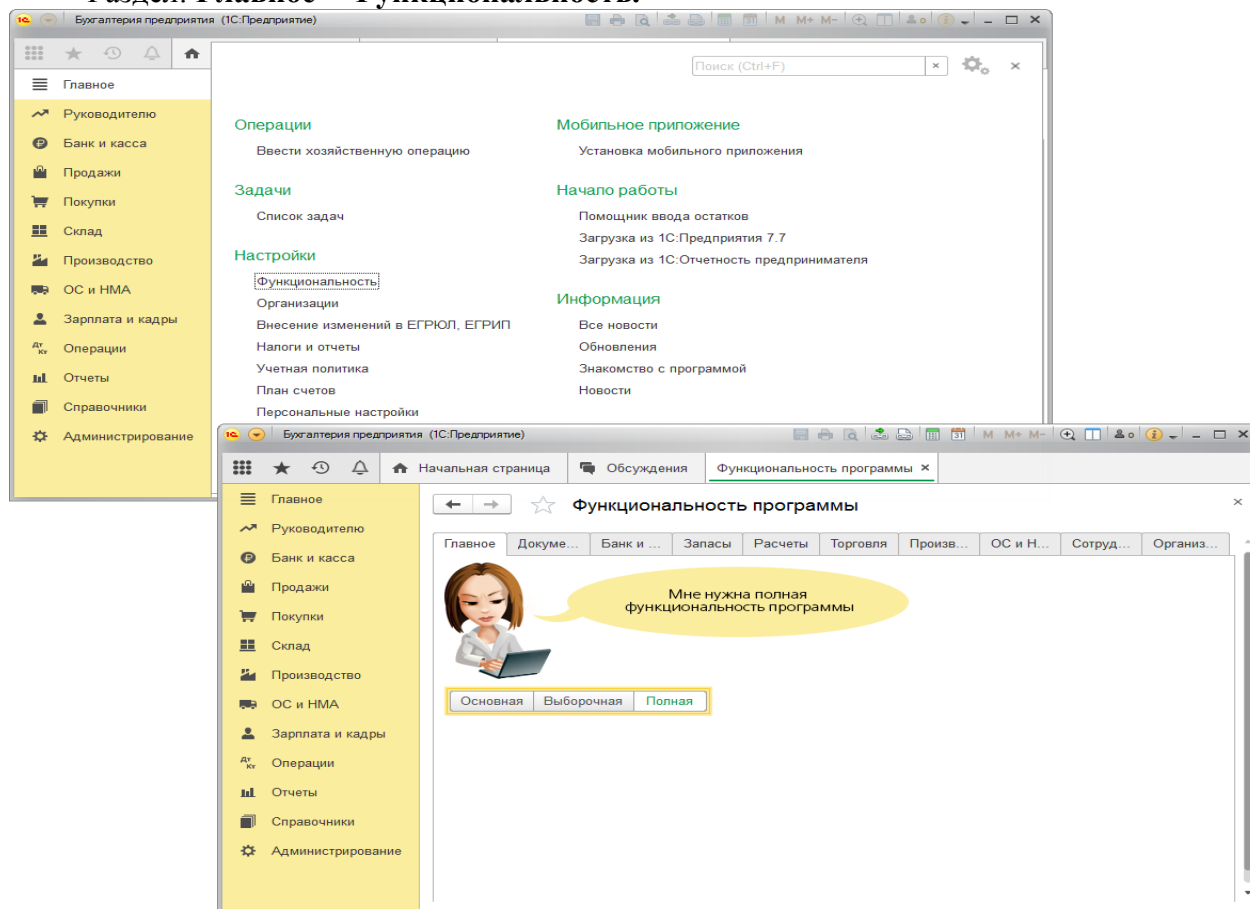 Раздел: Главное – Функциональность.
Бухгалтерия предприятия (1С:Предприятие)
M M+ M-
Поиск (Ctrl+F)
Главное
Руководителю
Банк и касса
Продажи
Покупки
Склад
Производство
ОС и НМА
Зарплата и кадры
Операции
Отчеты
Справочники
Администрирование
Операции
Ввести хозяйственную операцию
Задачи
Список задач
Настройки
Функциональность
Организации
Внесение изменений в ЕГРЮЛ, ЕГРИП
Налоги и отчеты
Учетная политика
План счетов
Персональные настройки
Мобильное приложение
Установка мобильного приложения
Начало работы
Помощник ввода остатков
Загрузка из 1С:Предприятия 7.7
Загрузка из 1С:Отчетность предпринимателя
Информация
Все новости
Обновления
Знакомство с программой
Новости
Бухгалтерия предприятия (1С:Предприятие)
M M+ M-
Начальная страница
Обсуждения
Функциональность программы
Главное
Руководителю
Банк и касса
Продажи
Покупки
Склад
Производство
ОС и НМА
Зарплата и кадры
Операции
Отчеты
Справочники
Администрирование
Функциональность программы
Главное Докуме... Банк и ... Запасы Расчеты Торговля Произв... ОС и Н... Сотруд... Организ...
Мне нужна полная
функциональность программы
Основная Выборочная Полная